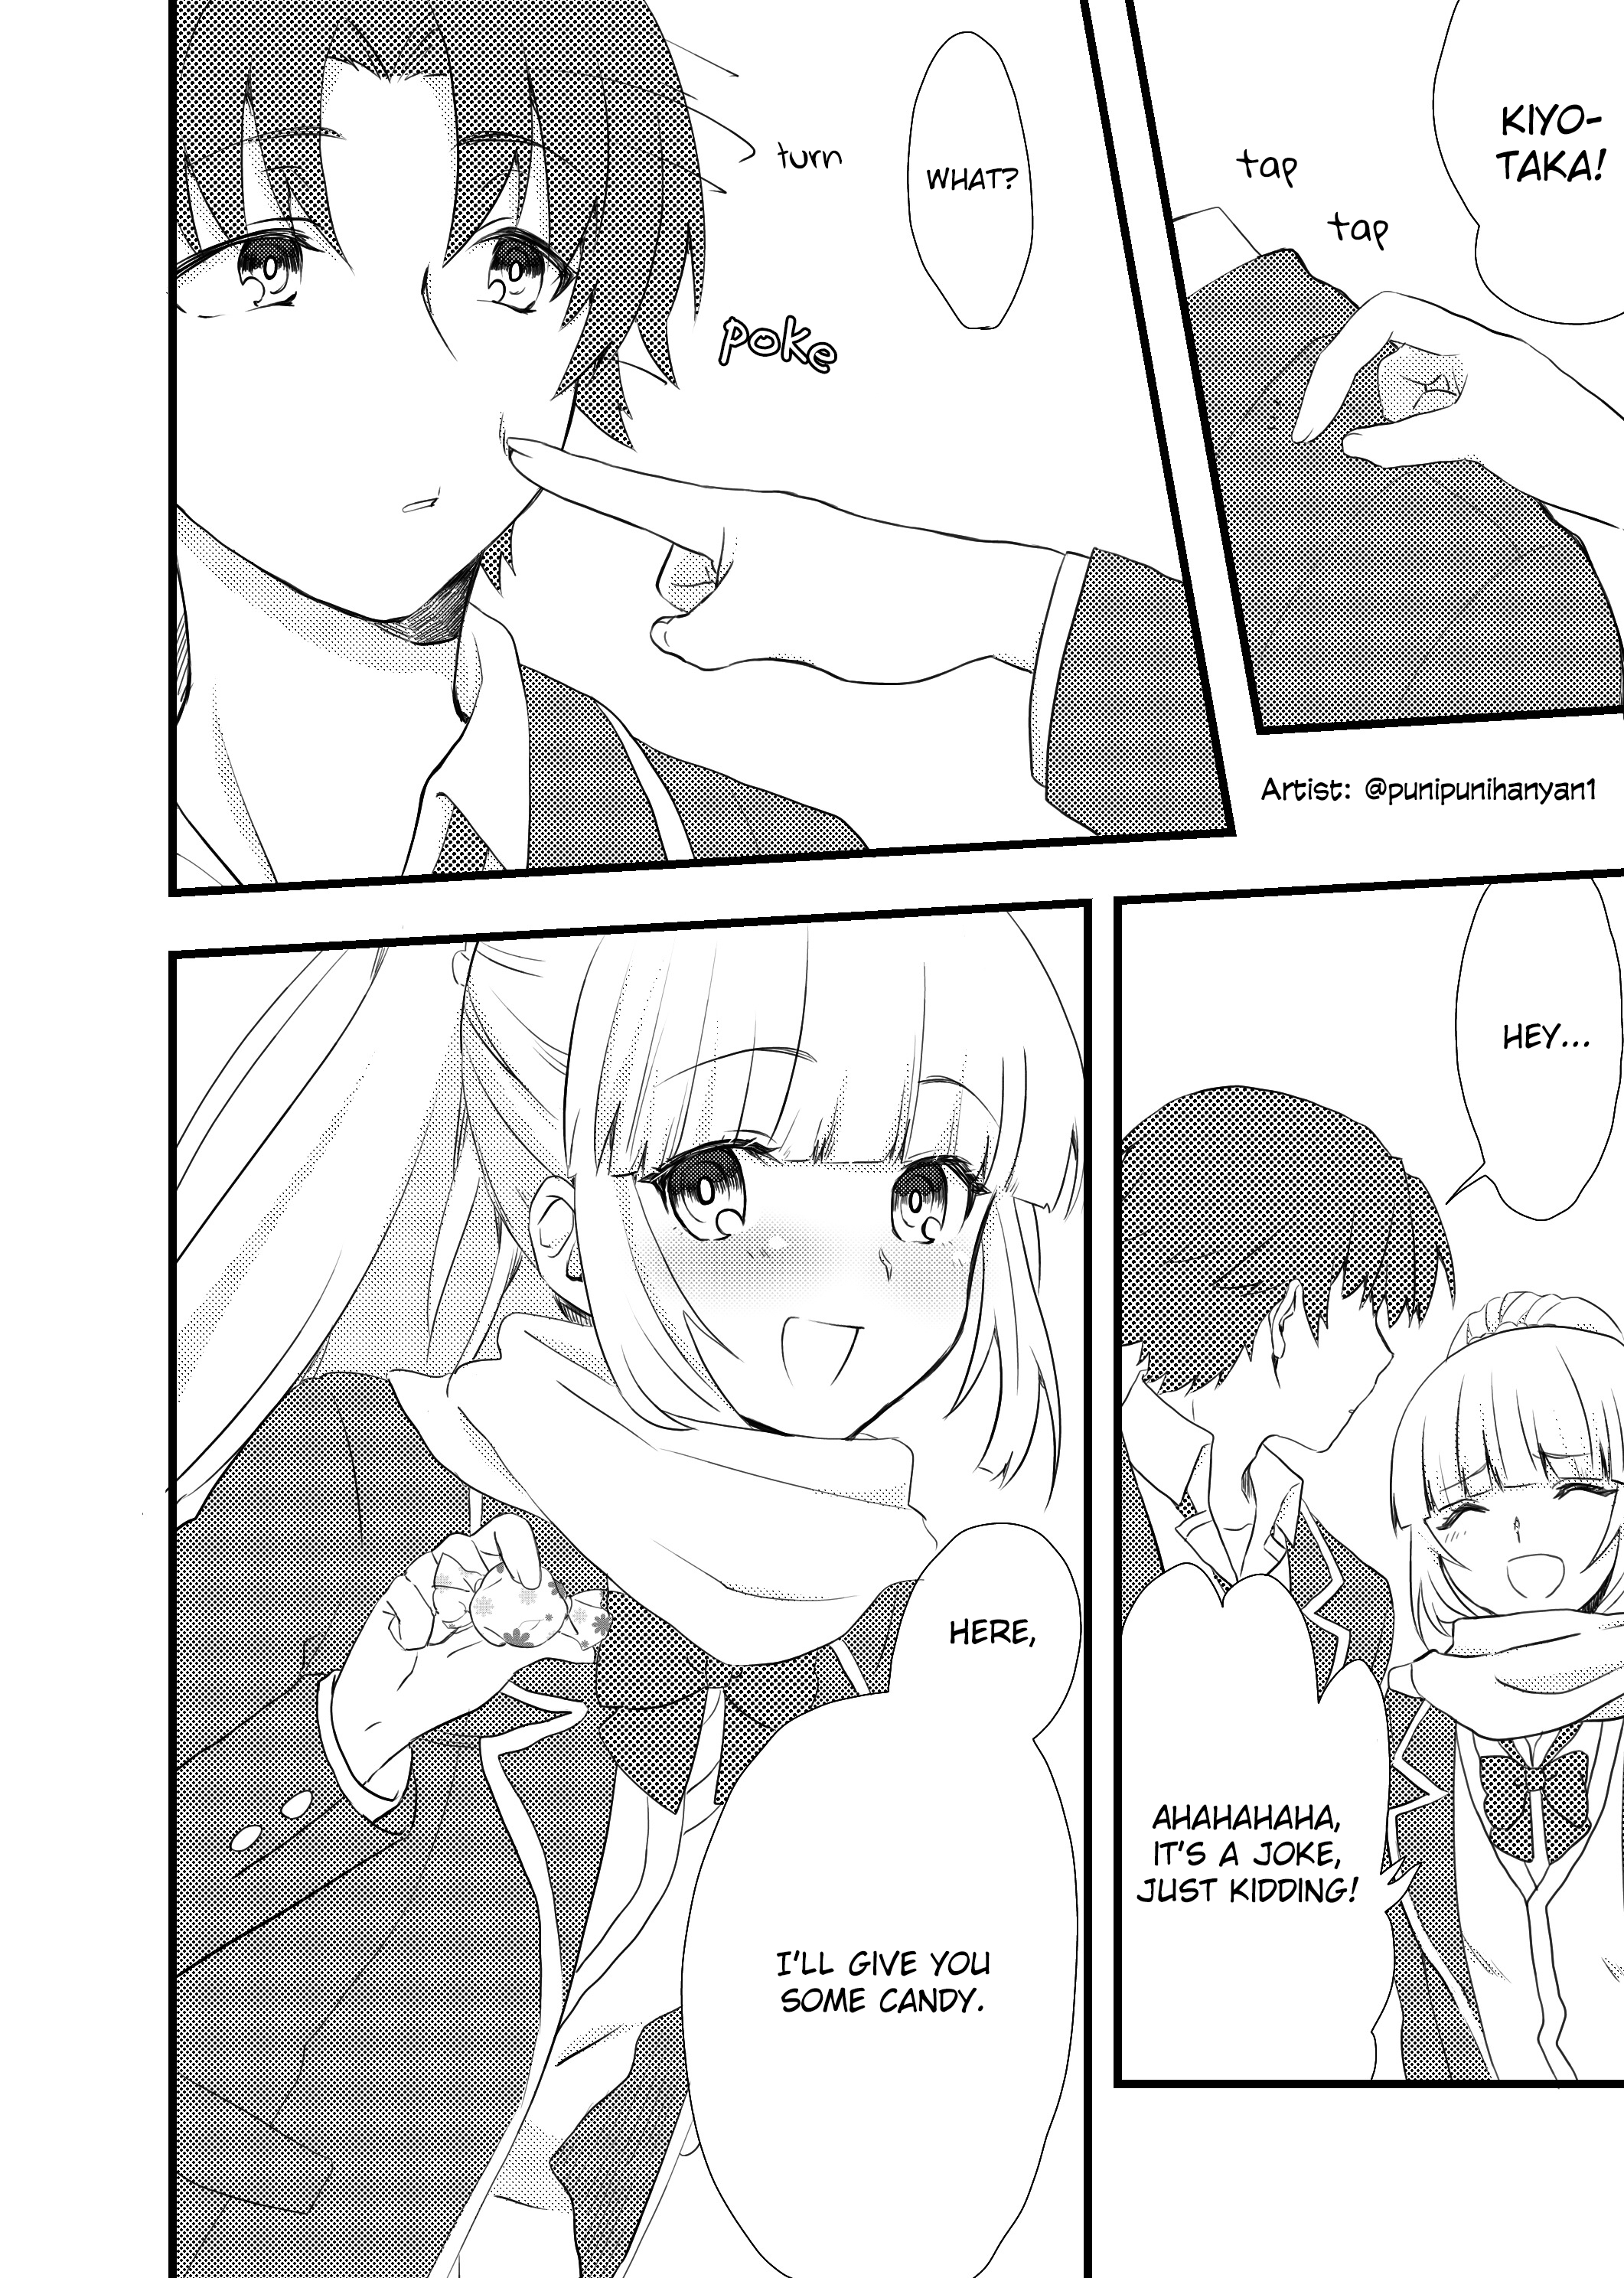 KIYO-
TAKA!
tap
tap
WHAT?
turn
poke
Artist: @punipunihanyan1
HEY...
AHAHAHAHA,
IT'S A JOKE,
JUST KIDDING!
HERE,
I'LL GIVE YOU
SOME CANDY.